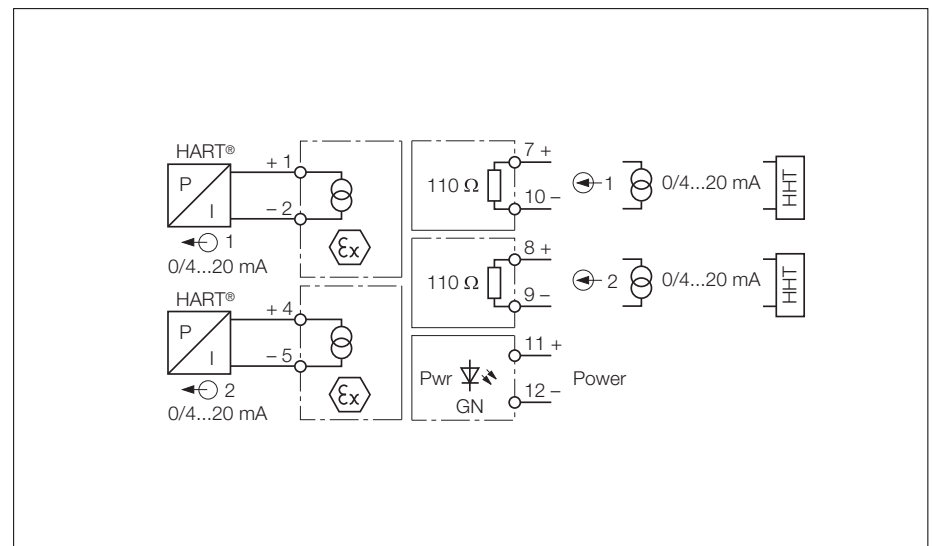 HART®
P
I
+ 1
– 2
1
0/4...20 mA
Ex
HART®
P
I
+ 4
– 5
2
0/4...20 mA
Ex
110 Ω
7 +
10 –
1
0/4...20 mA
HHT
110 Ω
8 +
9 –
2
0/4...20 mA
HHT
Pwr
GN
11 +
12 –
Power